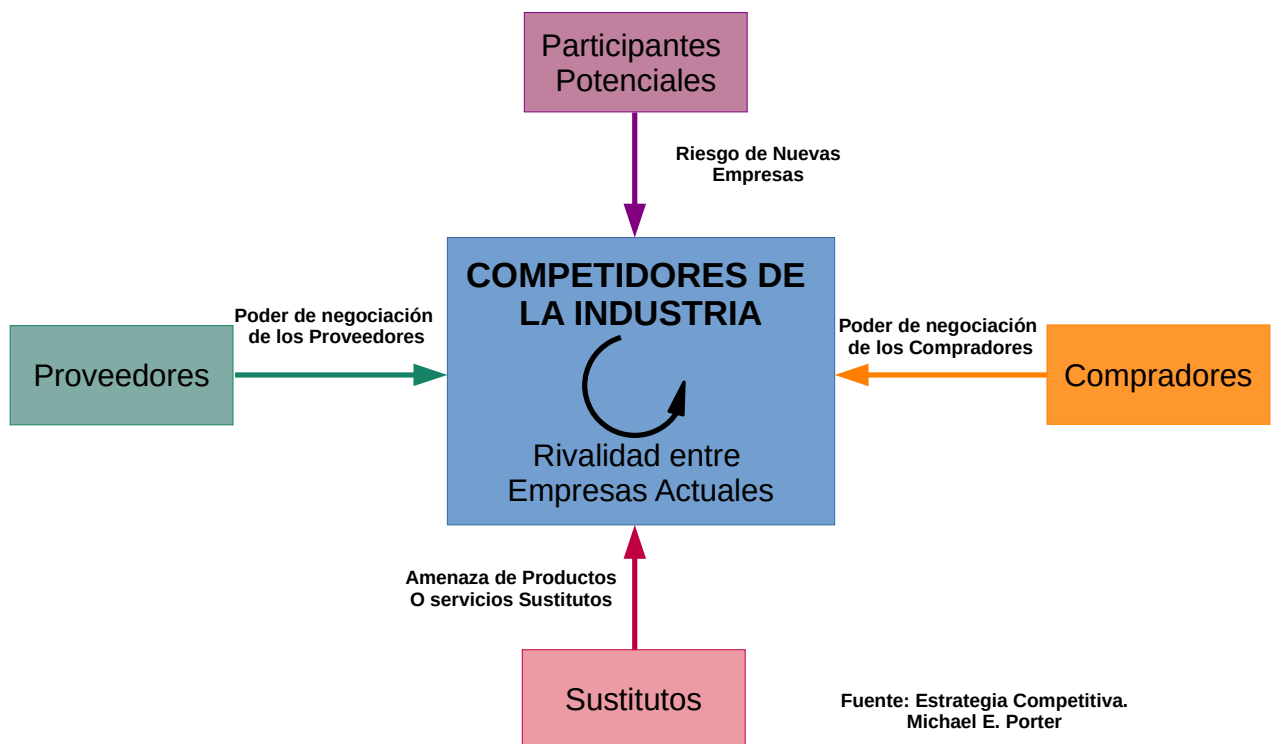 Participantes
Potenciales
Riesgo de Nuevas
Empresas
COMPETIDORES DE
LA INDUSTRIA
Poder de negociación
de los Proveedores
Poder de negociación
de los Compradores
Proveedores
Compradores
Rivalidad entre
Empresas Actuales
Amenaza de Productos
O servicios Sustitutos
Sustitutos
Fuente: Estrategia Competitiva.
Michael E. Porter